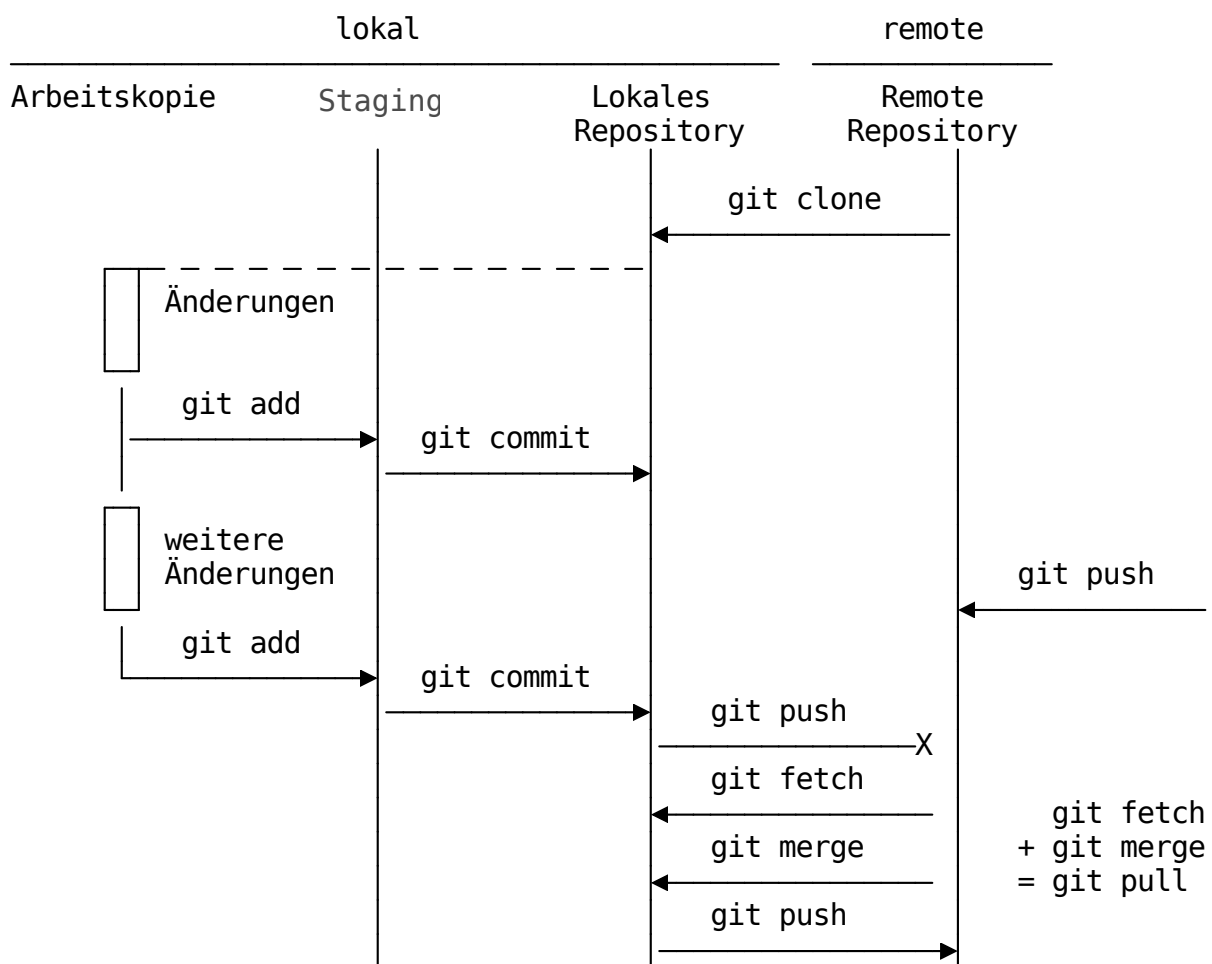 lokal
remote
Arbeitskopie
Staging
Lokales
Repository
Remote
Repository
git clone
Änderungen
git add
git commit
weitere
Änderungen
git push
git add
git commit
git push
X
git fetch
git merge
git fetch
+ git merge
= git pull
git push